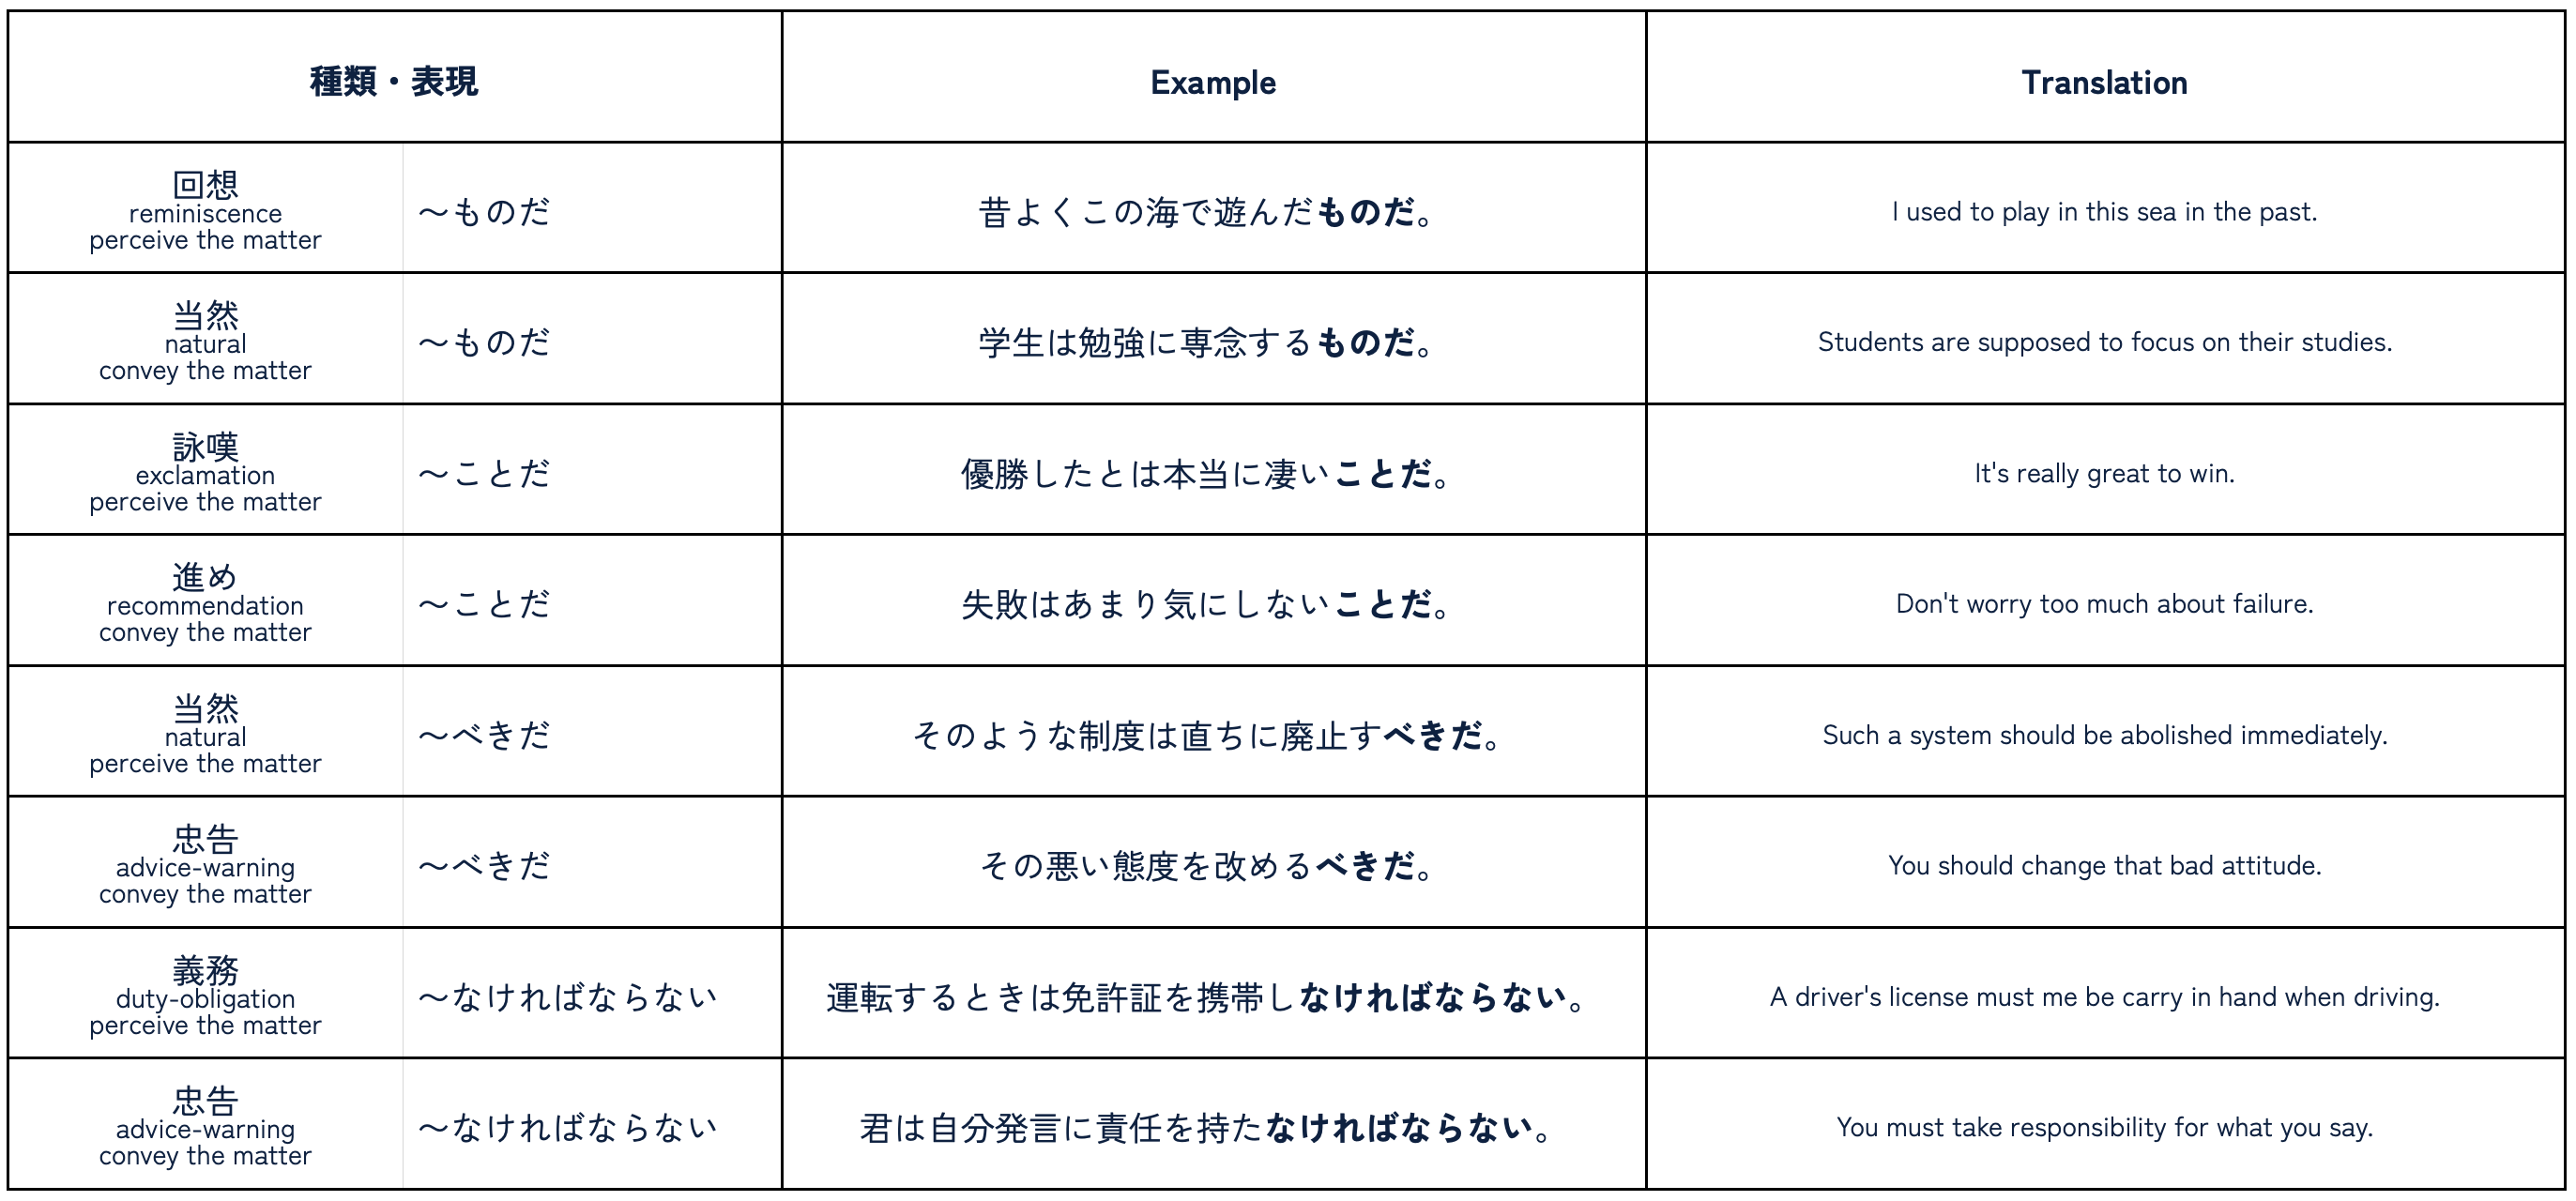 種類・表現
Example
Translation
回想
reminiscence
perceive the matter
〜ものだ
昔よくこの海で遊んだものだ。
I used to play in this sea in the past.
当然
natural
convey the matter
〜ものだ
学生は勉強に専念するものだ。
Students are supposed to focus on their studies.
詠嘆
exclamation
perceive the matter
〜ことだ
優勝したとは本当に凄いことだ。
It's really great to win.
進め
recommendation
convey the matter
〜ことだ
失敗はあまり気にしないことだ。
Don't worry too much about failure.
当然
natural
perceive the matter
〜べきだ
そのような制度は直ちに廃止すべきだ。
Such a system should be abolished immediately.
忠告
advice-warning
convey the matter
〜べきだ
その悪い態度を改めるべきだ。
You should change that bad attitude.
義務
duty-obligation
perceive the matter
〜なければならない
運転するときは免許証を携帯しなければならない。
A driver's license must me be carry in hand when driving.
忠告
advice-warning
convey the matter
〜なければならない
君は自分発言に責任を持たなければならない。
You must take responsibility for what you say.